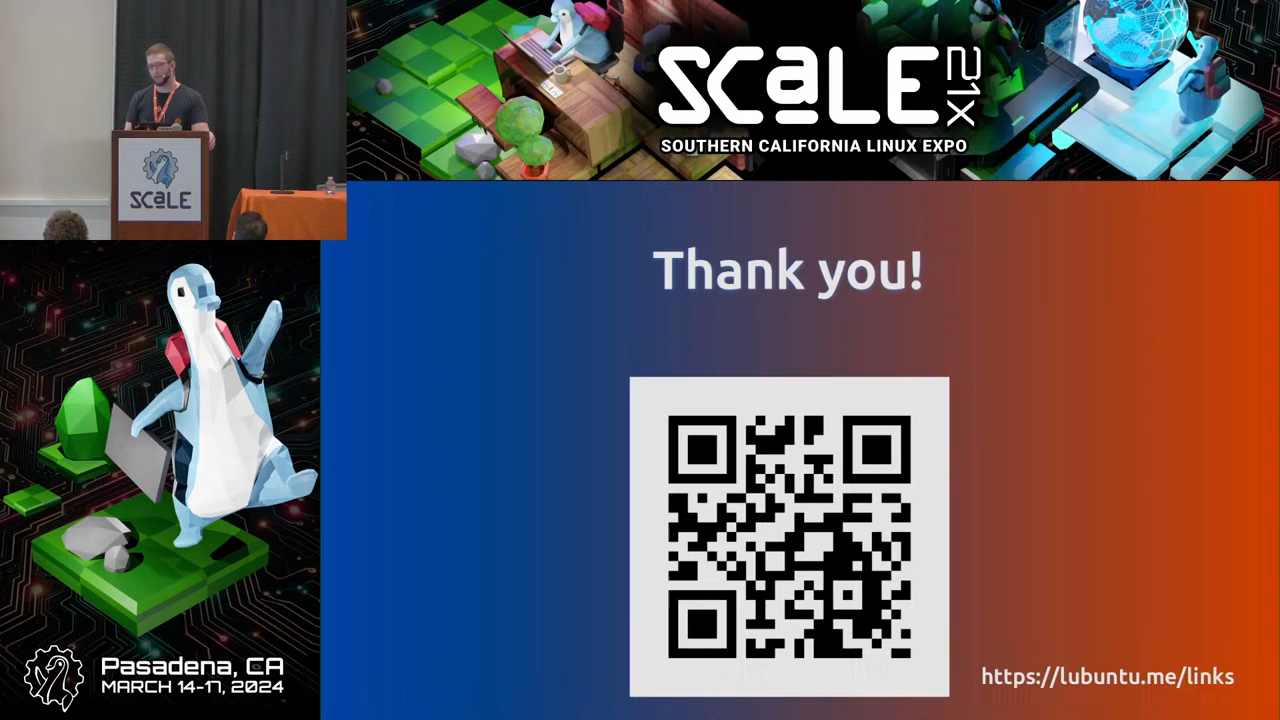 SCALE 21X
SOUTHERN CALIFORNIA LINUX EXPO
SCALE
Thank you!
https://lubuntu.me/links
Pasadena, CA
MARCH 14-17, 2024